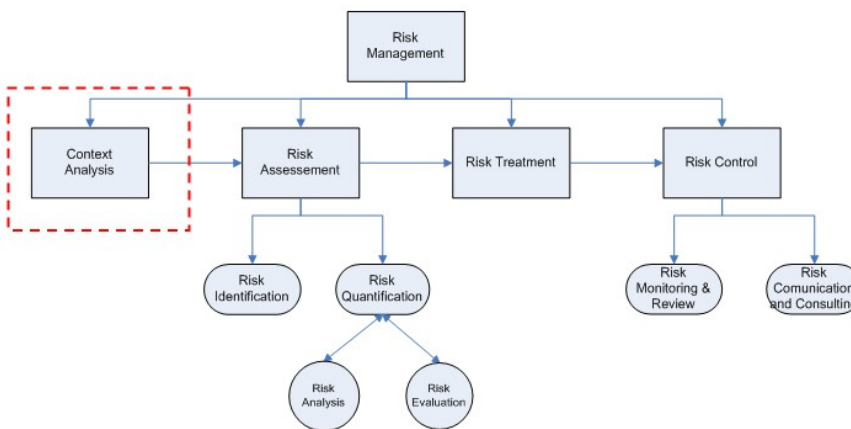 Risk
Management
Context
Analysis
Risk
Assessement
Risk Treatment
Risk Control
Risk
Identification
Risk
Quantification
Risk
Monitoring &
Review
Risk
Comunication
and Consulting
Risk
Analysis
Risk
Evaluation